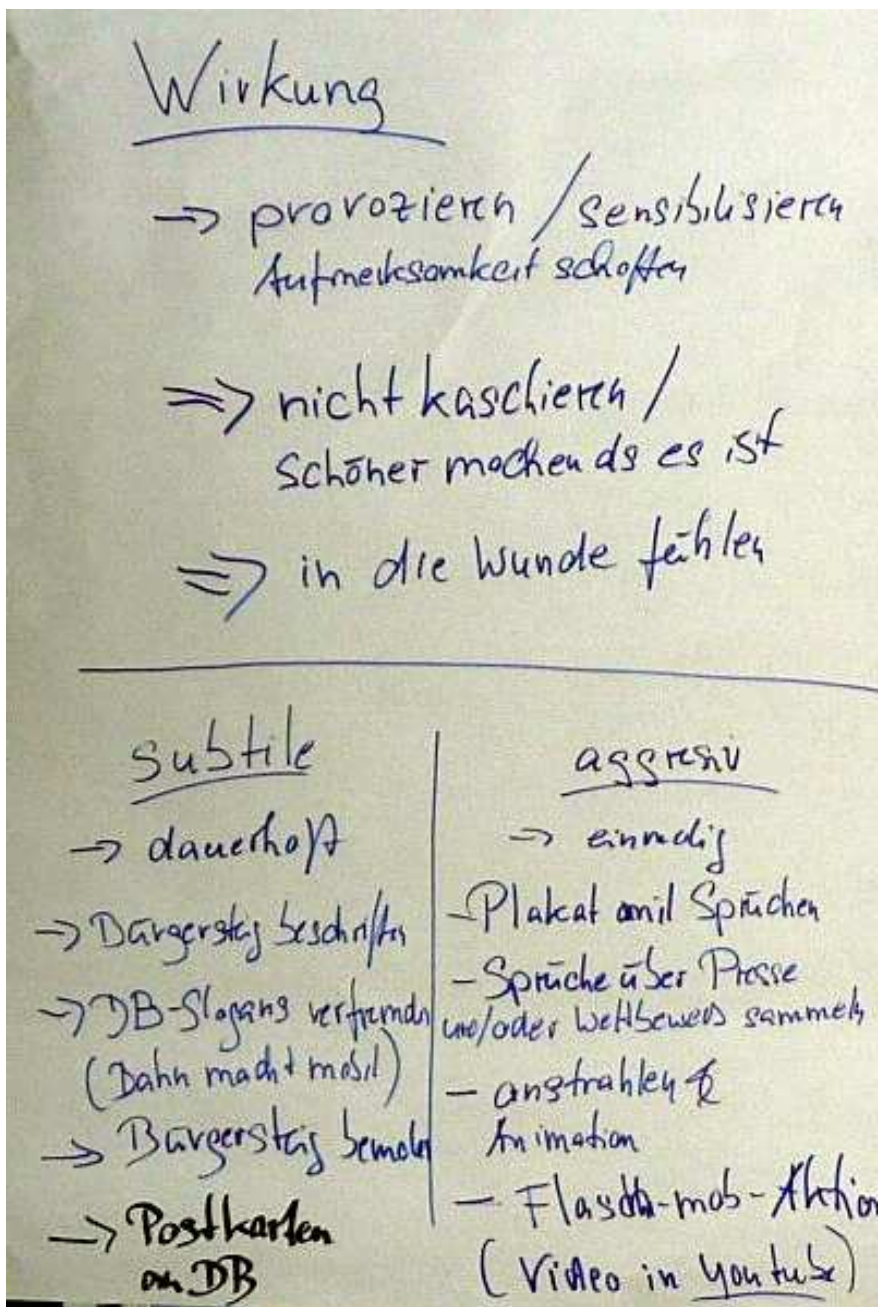 Wirkung
→ provozieren / sensibilisieren
Aufmerksamkeit schaffen
⇒ nicht kaschieren /
schöner machen als es ist
⇒ in die Wunde fühlen
subtile
→ dauerhaft
→ Bürgersteig beschriften
→ DB-Slogans verfremden
(Bahn macht mobil)
→ Bürgersteig bemalen
→ Postkarten
an DB
aggresiv
→ einmalig
- Plakat mit Sprüchen
- Sprüche über Presse
und/oder Wettbewerb sammeln
- anstrahlen
Animation
- Flash-mob-Aktion
(Video in Youtube)